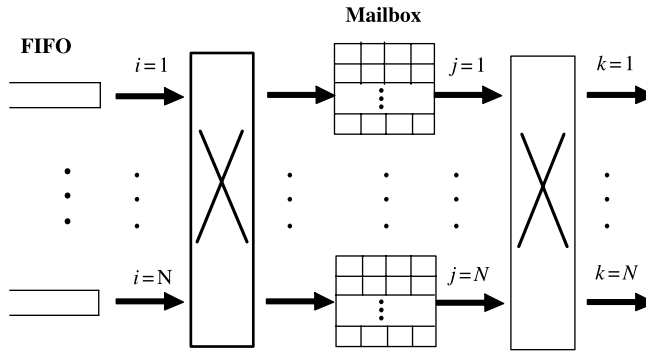 Mailbox
FIFO
i=1
j=1
k=1
i=N
j=N
k=N